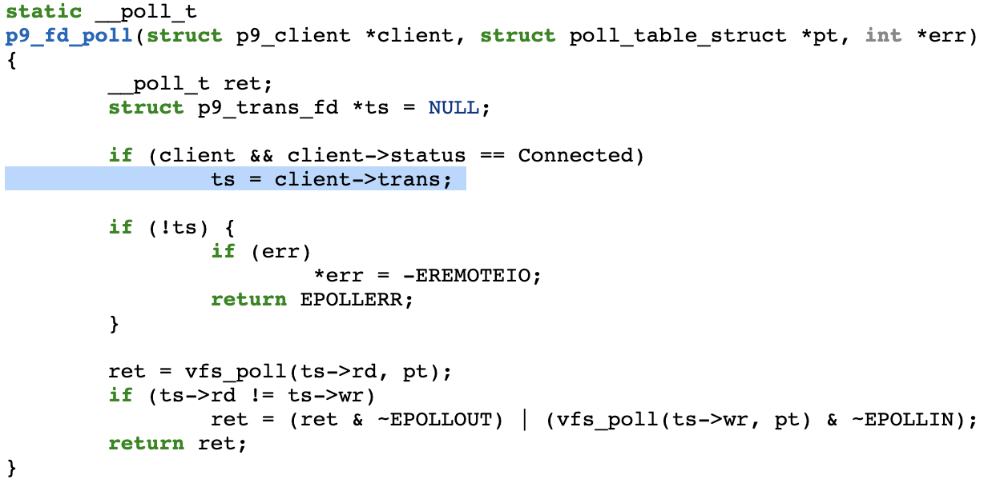 static __poll_t
p9_fd_poll(struct p9_client *client, struct poll_table_struct *pt, int *err)
{
        __poll_t ret;
        struct p9_trans_fd *ts = NULL;

        if (client && client->status == Connected)
                ts = client->trans;

        if (!ts) {
                if (err)
                        *err = -EREMOTEIO;
                return EPOLLERR;
        }

        ret = vfs_poll(ts->rd, pt);
        if (ts->rd != ts->wr)
                ret = (ret & ~EPOLLOUT) | (vfs_poll(ts->wr, pt) & ~EPOLLIN);
        return ret;
}